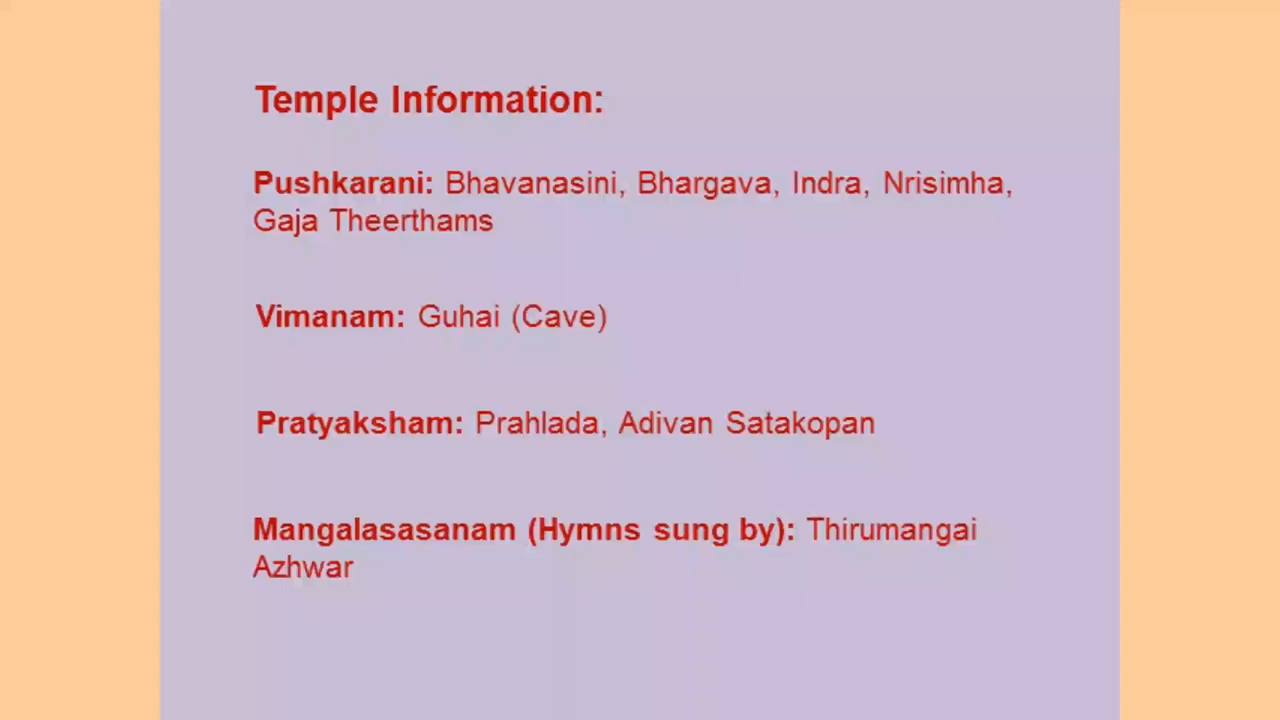 Temple Information:
Pushkarani: Bhavanasini, Bhargava, Indra, Nrisimha,
Gaja Theerthams
Vimanam: Guhai (Cave)
Pratyaksham: Prahlada, Adivan Satakopan
Mangalasasanam (Hymns sung by): Thirumangai
Azhwar